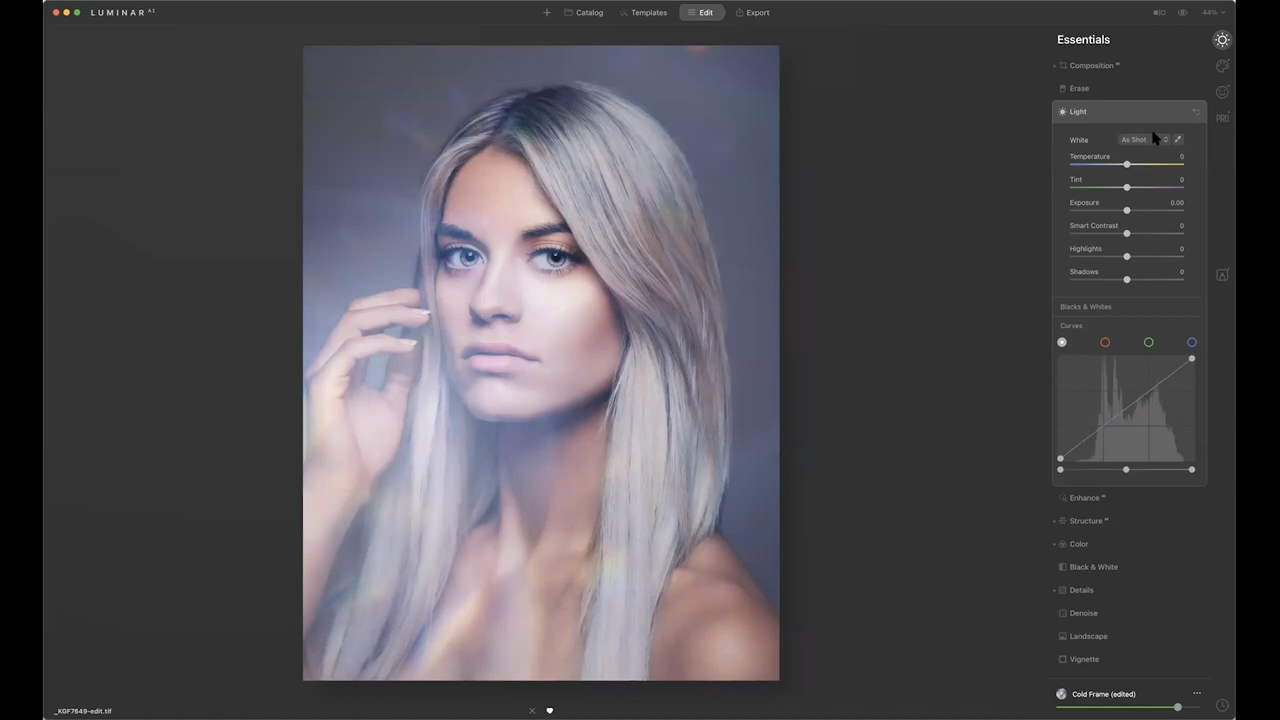 LUMINAR AI
Catalog
Templates
Edit
Export
44%
Essentials
Composition AI
Erase
Light
PRO
White
As Shot
Temperature 0
Tint 0
Exposure 0.00
Smart Contrast 0
Highlights 0
Shadows 0
Blacks & Whites
Curves
Enhance AI
Structure AI
Color
Black & White
Details
Denoise
Landscape
Vignette
Cold Frame (edited)
_KGF7649-edit.tif